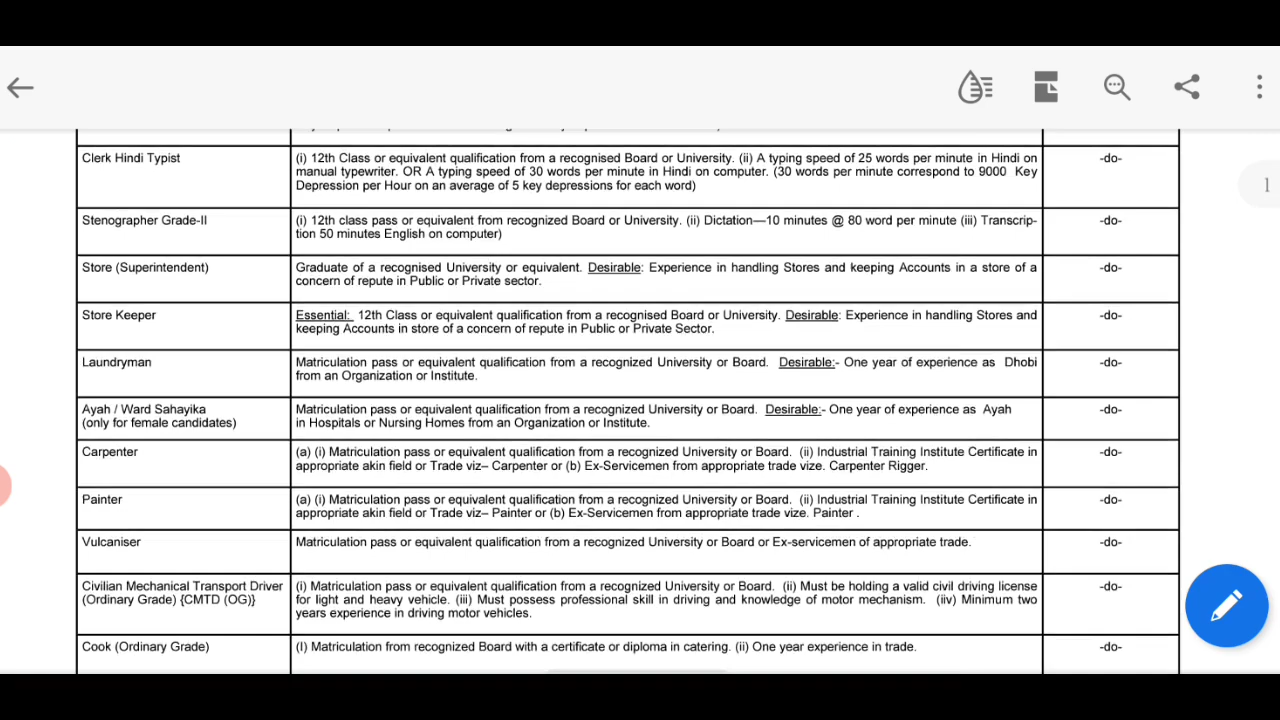 Clerk Hindi Typist
(i) 12th Class or equivalent qualification from a recognised Board or University. (ii) A typing speed of 25 words per minute in Hindi on
manual typewriter. OR A typing speed of 30 words per minute in Hindi on computer. (30 words per minute correspond to 9000 Key
Depression per Hour on an average of 5 key depressions for each word)
-do-
1
Stenographer Grade-II
(i) 12th class pass or equivalent from recognized Board or University. (ii) Dictation—10 minutes @ 80 word per minute (iii) Transcrip-
tion 50 minutes English on computer)
-do-
Store (Superintendent)
Graduate of a recognised University or equivalent. Desirable: Experience in handling Stores and keeping Accounts in a store of a
concern of repute in Public or Private sector.
-do-
Store Keeper
Essential: 12th Class or equivalent qualification from a recognised Board or University. Desirable: Experience in handling Stores and
keeping Accounts in store of a concern of repute in Public or Private Sector.
-do-
Laundryman
Matriculation pass or equivalent qualification from a recognized University or Board. Desirable:- One year of experience as Dhobi
from an Organization or Institute.
-do-
Ayah / Ward Sahayika
(only for female candidates)
Matriculation pass or equivalent qualification from a recognized University or Board. Desirable:- One year of experience as Ayah
in Hospitals or Nursing Homes from an Organization or Institute.
-do-
Carpenter
(a) (i) Matriculation pass or equivalent qualification from a recognized University or Board. (ii) Industrial Training Institute Certificate in
appropriate akin field or Trade viz– Carpenter or (b) Ex-Servicemen from appropriate trade vize. Carpenter Rigger.
-do-
Painter
(a) (i) Matriculation pass or equivalent qualification from a recognized University or Board. (ii) Industrial Training Institute Certificate in
appropriate akin field or Trade viz– Painter or (b) Ex-Servicemen from appropriate trade vize. Painter .
-do-
Vulcaniser
Matriculation pass or equivalent qualification from a recognized University or Board or Ex-servicemen of appropriate trade.
-do-
Civilian Mechanical Transport Driver
(Ordinary Grade) {CMTD (OG)}
(i) Matriculation pass or equivalent qualification from a recognized University or Board. (ii) Must be holding a valid civil driving license
for light and heavy vehicle. (iii) Must possess professional skill in driving and knowledge of motor mechanism. (iiv) Minimum two
years experience in driving motor vehicles.
-do-
Cook (Ordinary Grade)
(I) Matriculation from recognized Board with a certificate or diploma in catering. (ii) One year experience in trade.
-do-